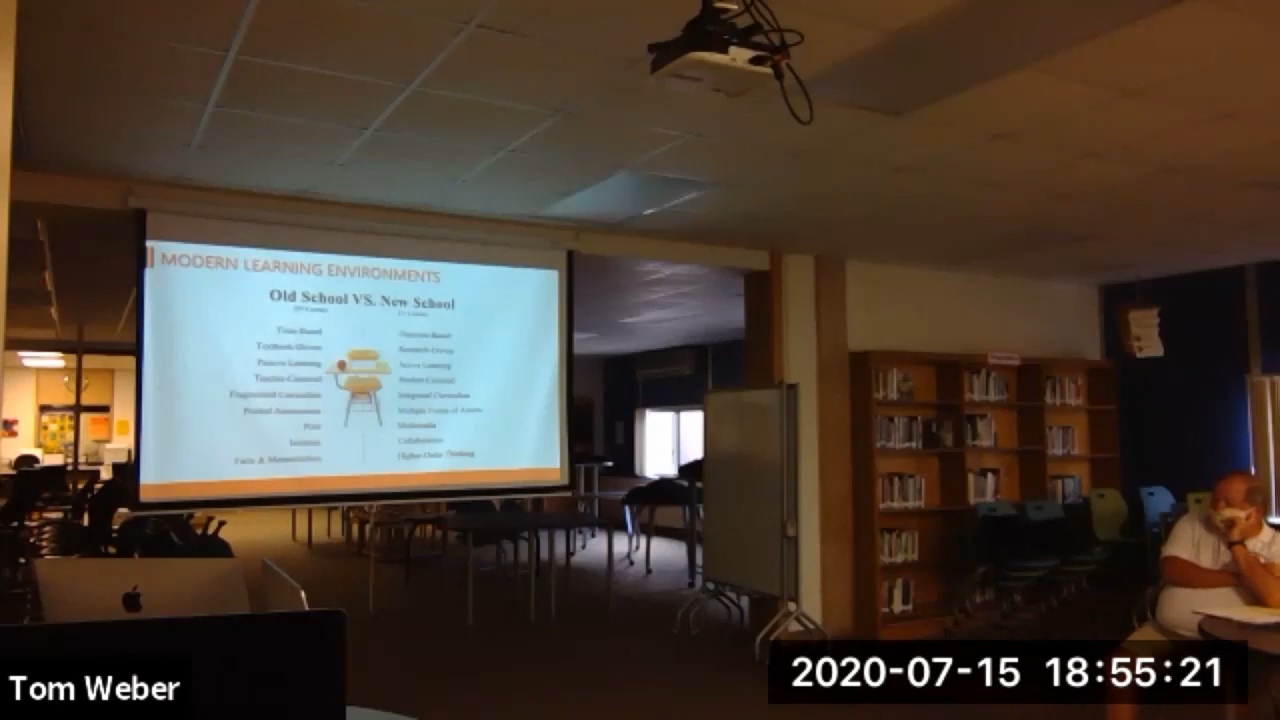 MODERN LEARNING ENVIRONMENTS
Old School VS. New School
Time-Based
Outcome-Based
Textbook-Driven
Research-Driven
Passive Learning
Active Learning
Teacher-Centered
Student-Centered
Fragmented Curriculum
Integrated Curriculum
Printed Assessment
Multiple Forms of Assess.
Print
Multimedia
Isolation
Collaboration
Facts & Memorization
Higher-Order Thinking
Tom Weber
2020-07-15 18:55:21